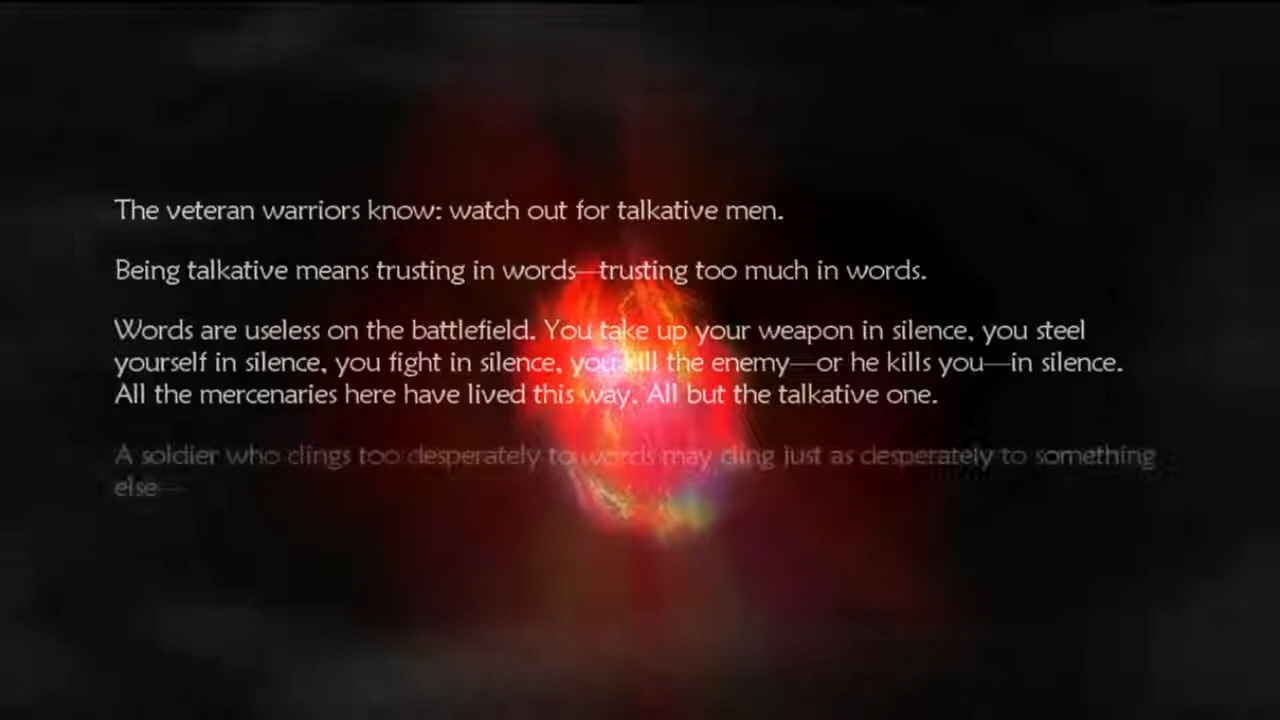 The veteran warriors know: watch out for talkative men.
Being talkative means trusting in words—trusting too much in words.
Words are useless on the battlefield. You take up your weapon in silence, you steel
yourself in silence, you fight in silence, you kill the enemy—or he kills you—in silence.
All the mercenaries here have lived this way. All but the talkative one.
A soldier who clings too desperately to words may cling just as desperately to something
else—